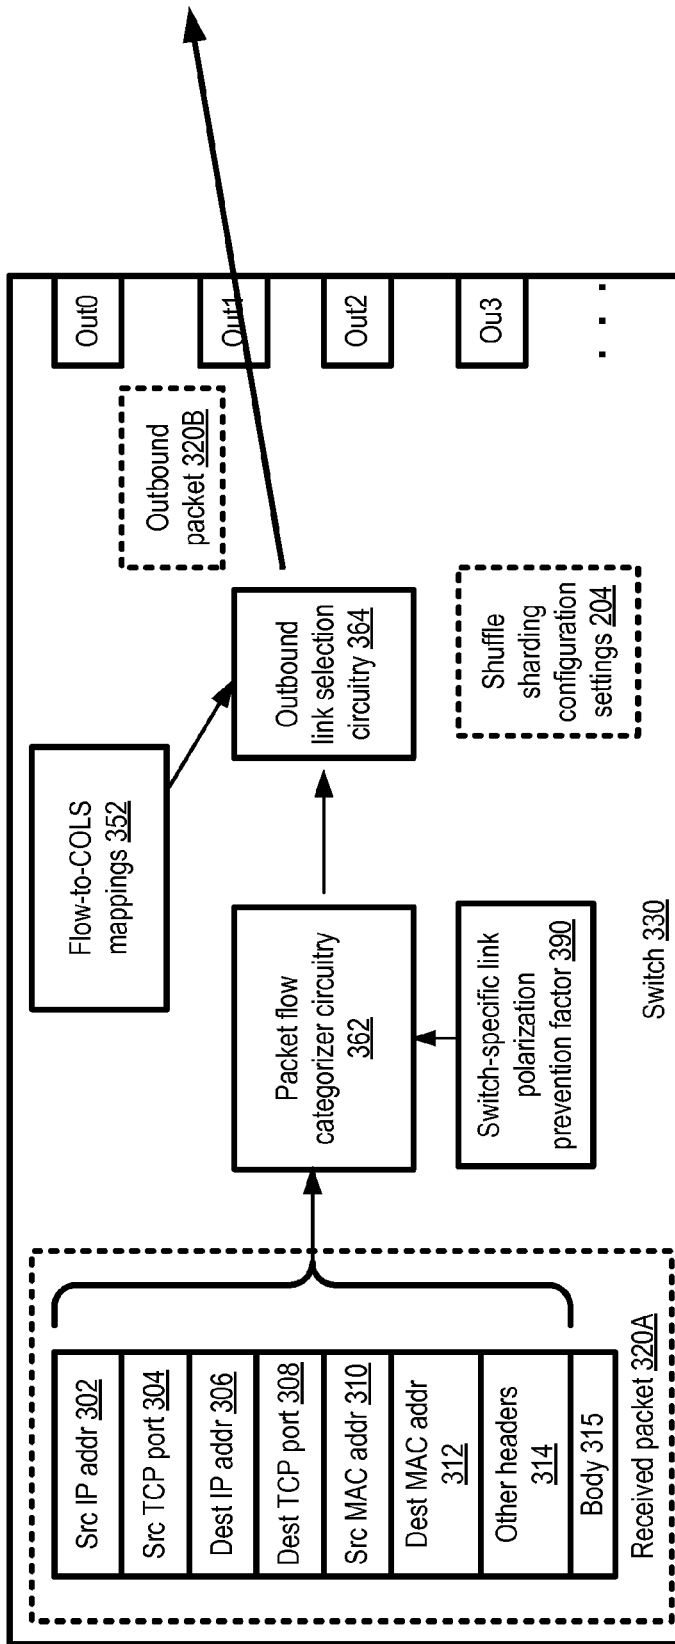 Src IP addr 302
Src TCP port 304
Dest IP addr 306
Dest TCP port 308
Src MAC addr 310
Dest MAC addr
312
Other headers
314
Body 315
Received packet 320A
Packet flow
categorizer circuitry
362
Switch-specific link
polarization
prevention factor 390
Flow-to-COLS
mappings 352
Outbound
link selection
circuitry 364
Shuffle
sharding
configuration
settings 204
Outbound
packet 320B
Out0
Out1
Out2
Ou3
. . .
Switch 330